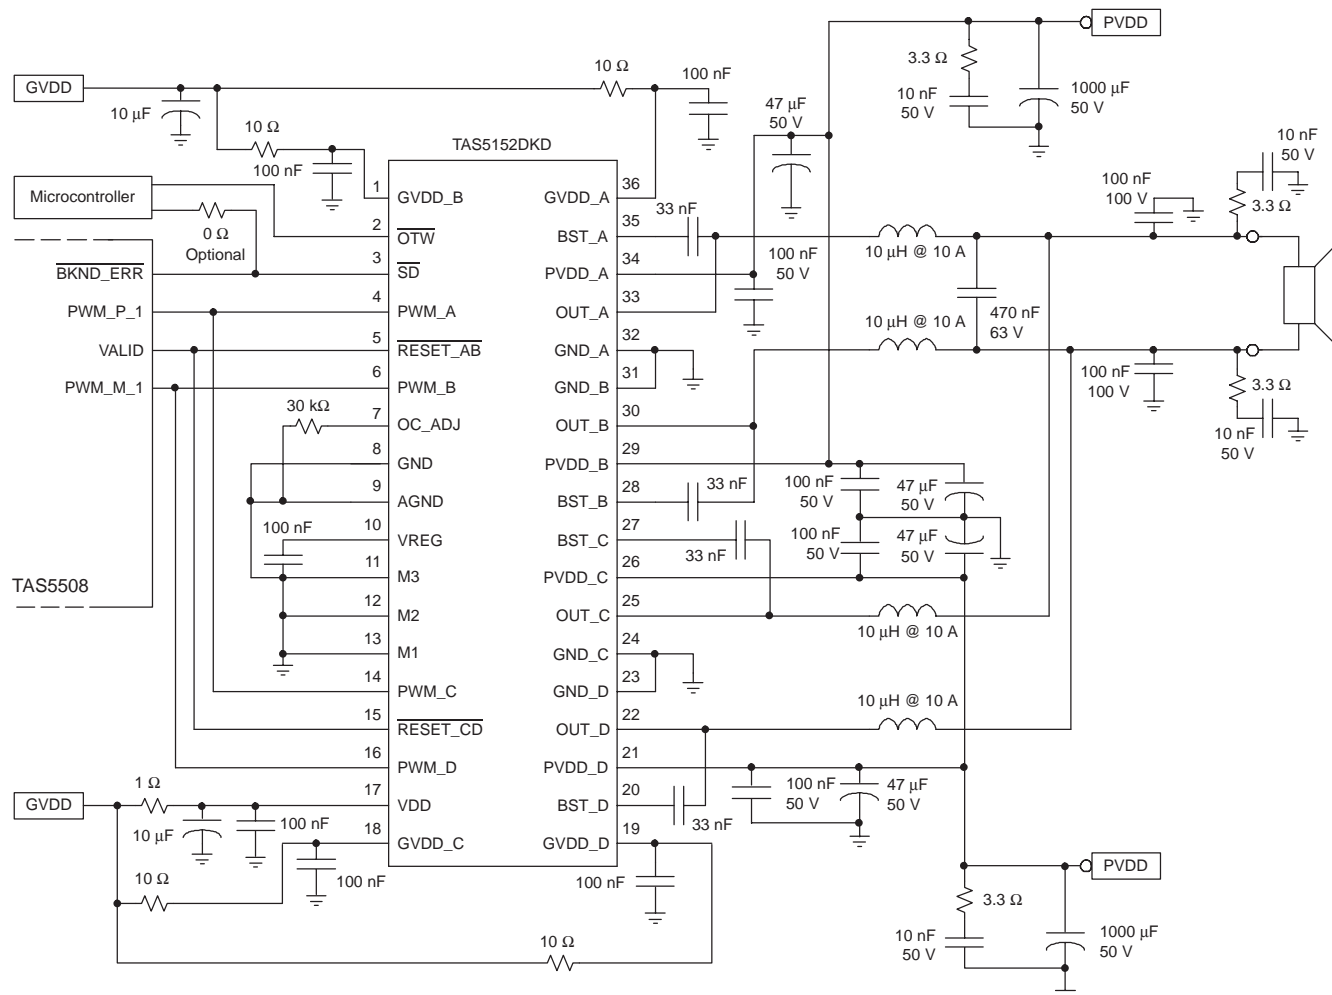 PVDD
3.3 Ω
10 nF
50 V
1000 µF
50 V
GVDD
10 µF
10 Ω
100 nF
47 µF
50 V
10 Ω
100 nF
TAS5152DKD
10 nF
50 V
3.3 Ω
100 nF
100 V
Microcontroller
0 Ω
Optional
1
GVDD_B
2
OTW
3
SD
4
PWM_A
5
RESET_AB
6
PWM_B
7
OC_ADJ
8
GND
9
AGND
10
VREG
11
M3
12
M2
13
M1
14
PWM_C
15
RESET_CD
16
PWM_D
17
VDD
18
GVDD_C
36
GVDD_A
35
BST_A
34
PVDD_A
33
OUT_A
32
GND_A
31
GND_B
30
OUT_B
29
PVDD_B
28
BST_B
27
BST_C
26
PVDD_C
25
OUT_C
24
GND_C
23
GND_D
22
OUT_D
21
PVDD_D
20
BST_D
19
GVDD_D
BKND_ERR
PWM_P_1
VALID
PWM_M_1
TAS5508
30 kΩ
100 nF
33 nF
100 nF
50 V
10 µH @ 10 A
10 µH @ 10 A
470 nF
63 V
100 nF
100 V
3.3 Ω
10 nF
50 V
33 nF
100 nF
50 V
47 µF
50 V
33 nF
100 nF
50 V
47 µF
50 V
10 µH @ 10 A
10 µH @ 10 A
100 nF
50 V
47 µF
50 V
33 nF
GVDD
1 Ω
10 µF
100 nF
10 Ω
100 nF
100 nF
10 Ω
PVDD
3.3 Ω
10 nF
50 V
1000 µF
50 V